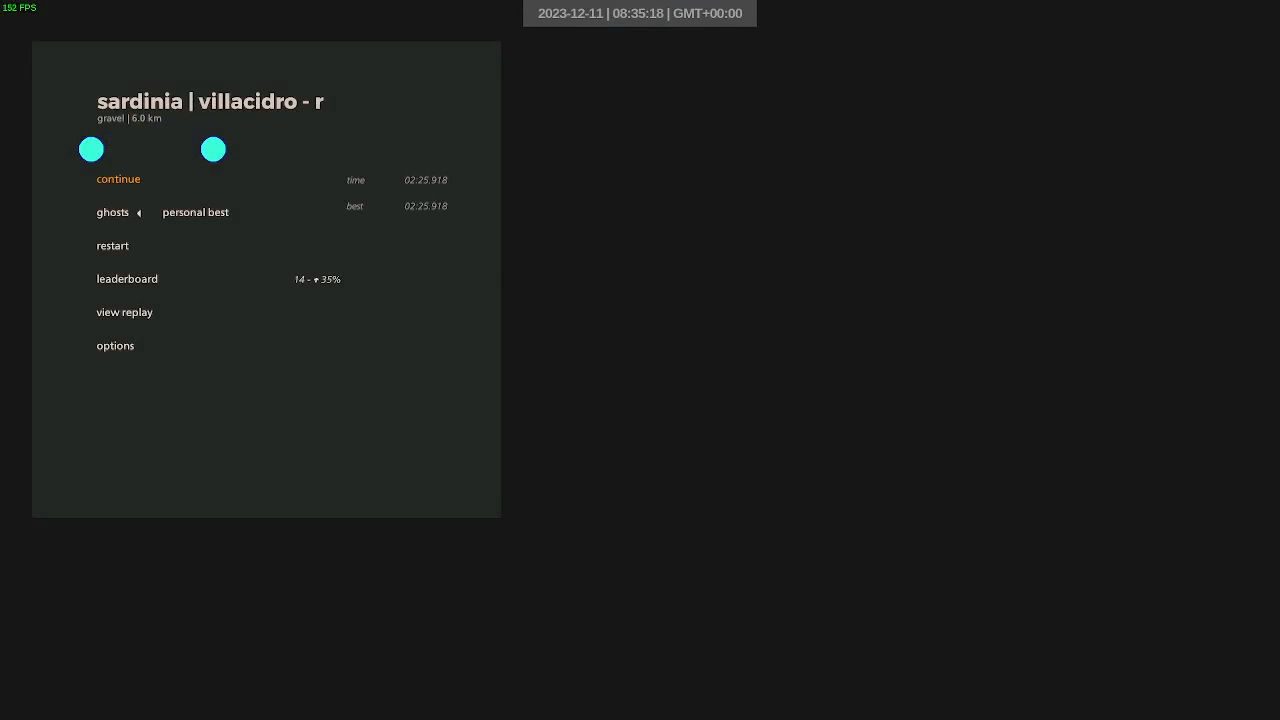 152 FPS
2023-12-11 | 08:35:18 | GMT+00:00
sardinia | villacidro - r
gravel | 6.0 km
continue
time 02:25.918
ghosts personal best
best 02:25.918
restart
leaderboard 14 - 35%
view replay
options